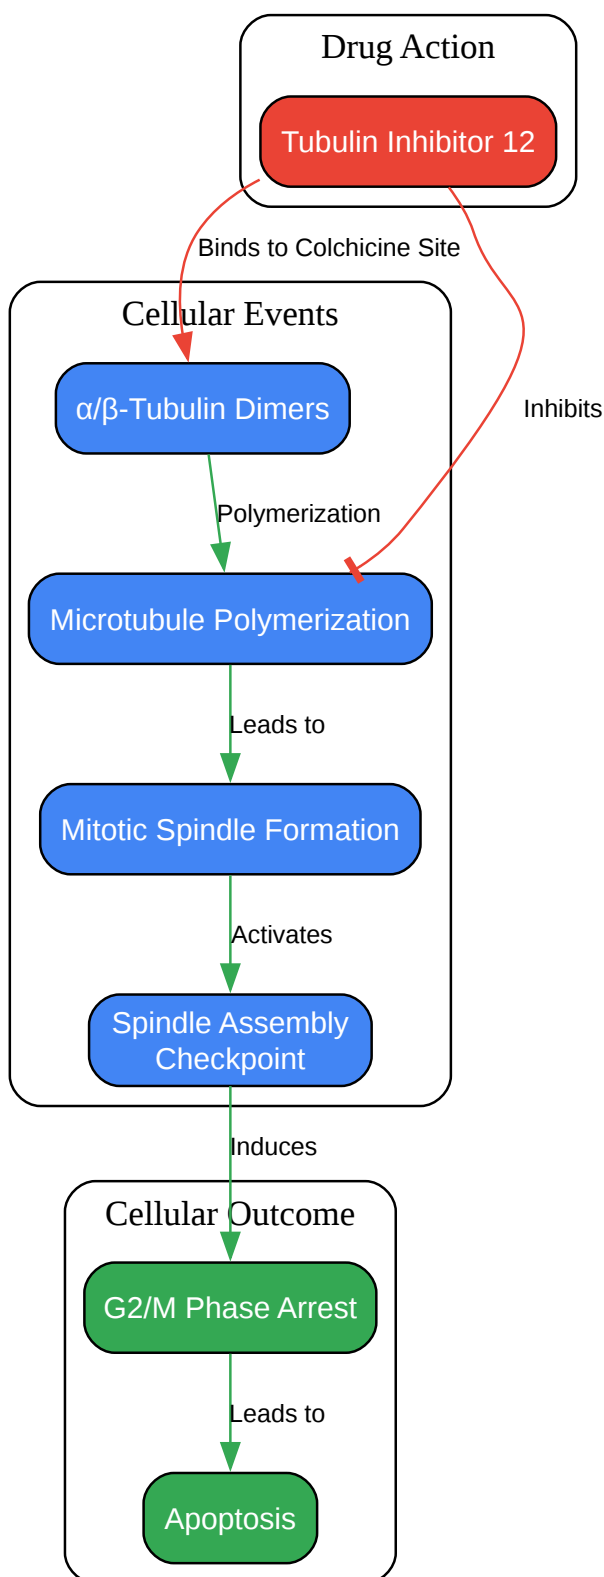 Drug Action
Tubulin Inhibitor 12
Binds to Colchicine Site
Cellular Events
α/β-Tubulin Dimers
Inhibits
Polymerization
Microtubule Polymerization
Leads to
Mitotic Spindle Formation
Activates
Spindle Assembly
Checkpoint
Induces
Cellular Outcome
G2/M Phase Arrest
Leads to
Apoptosis